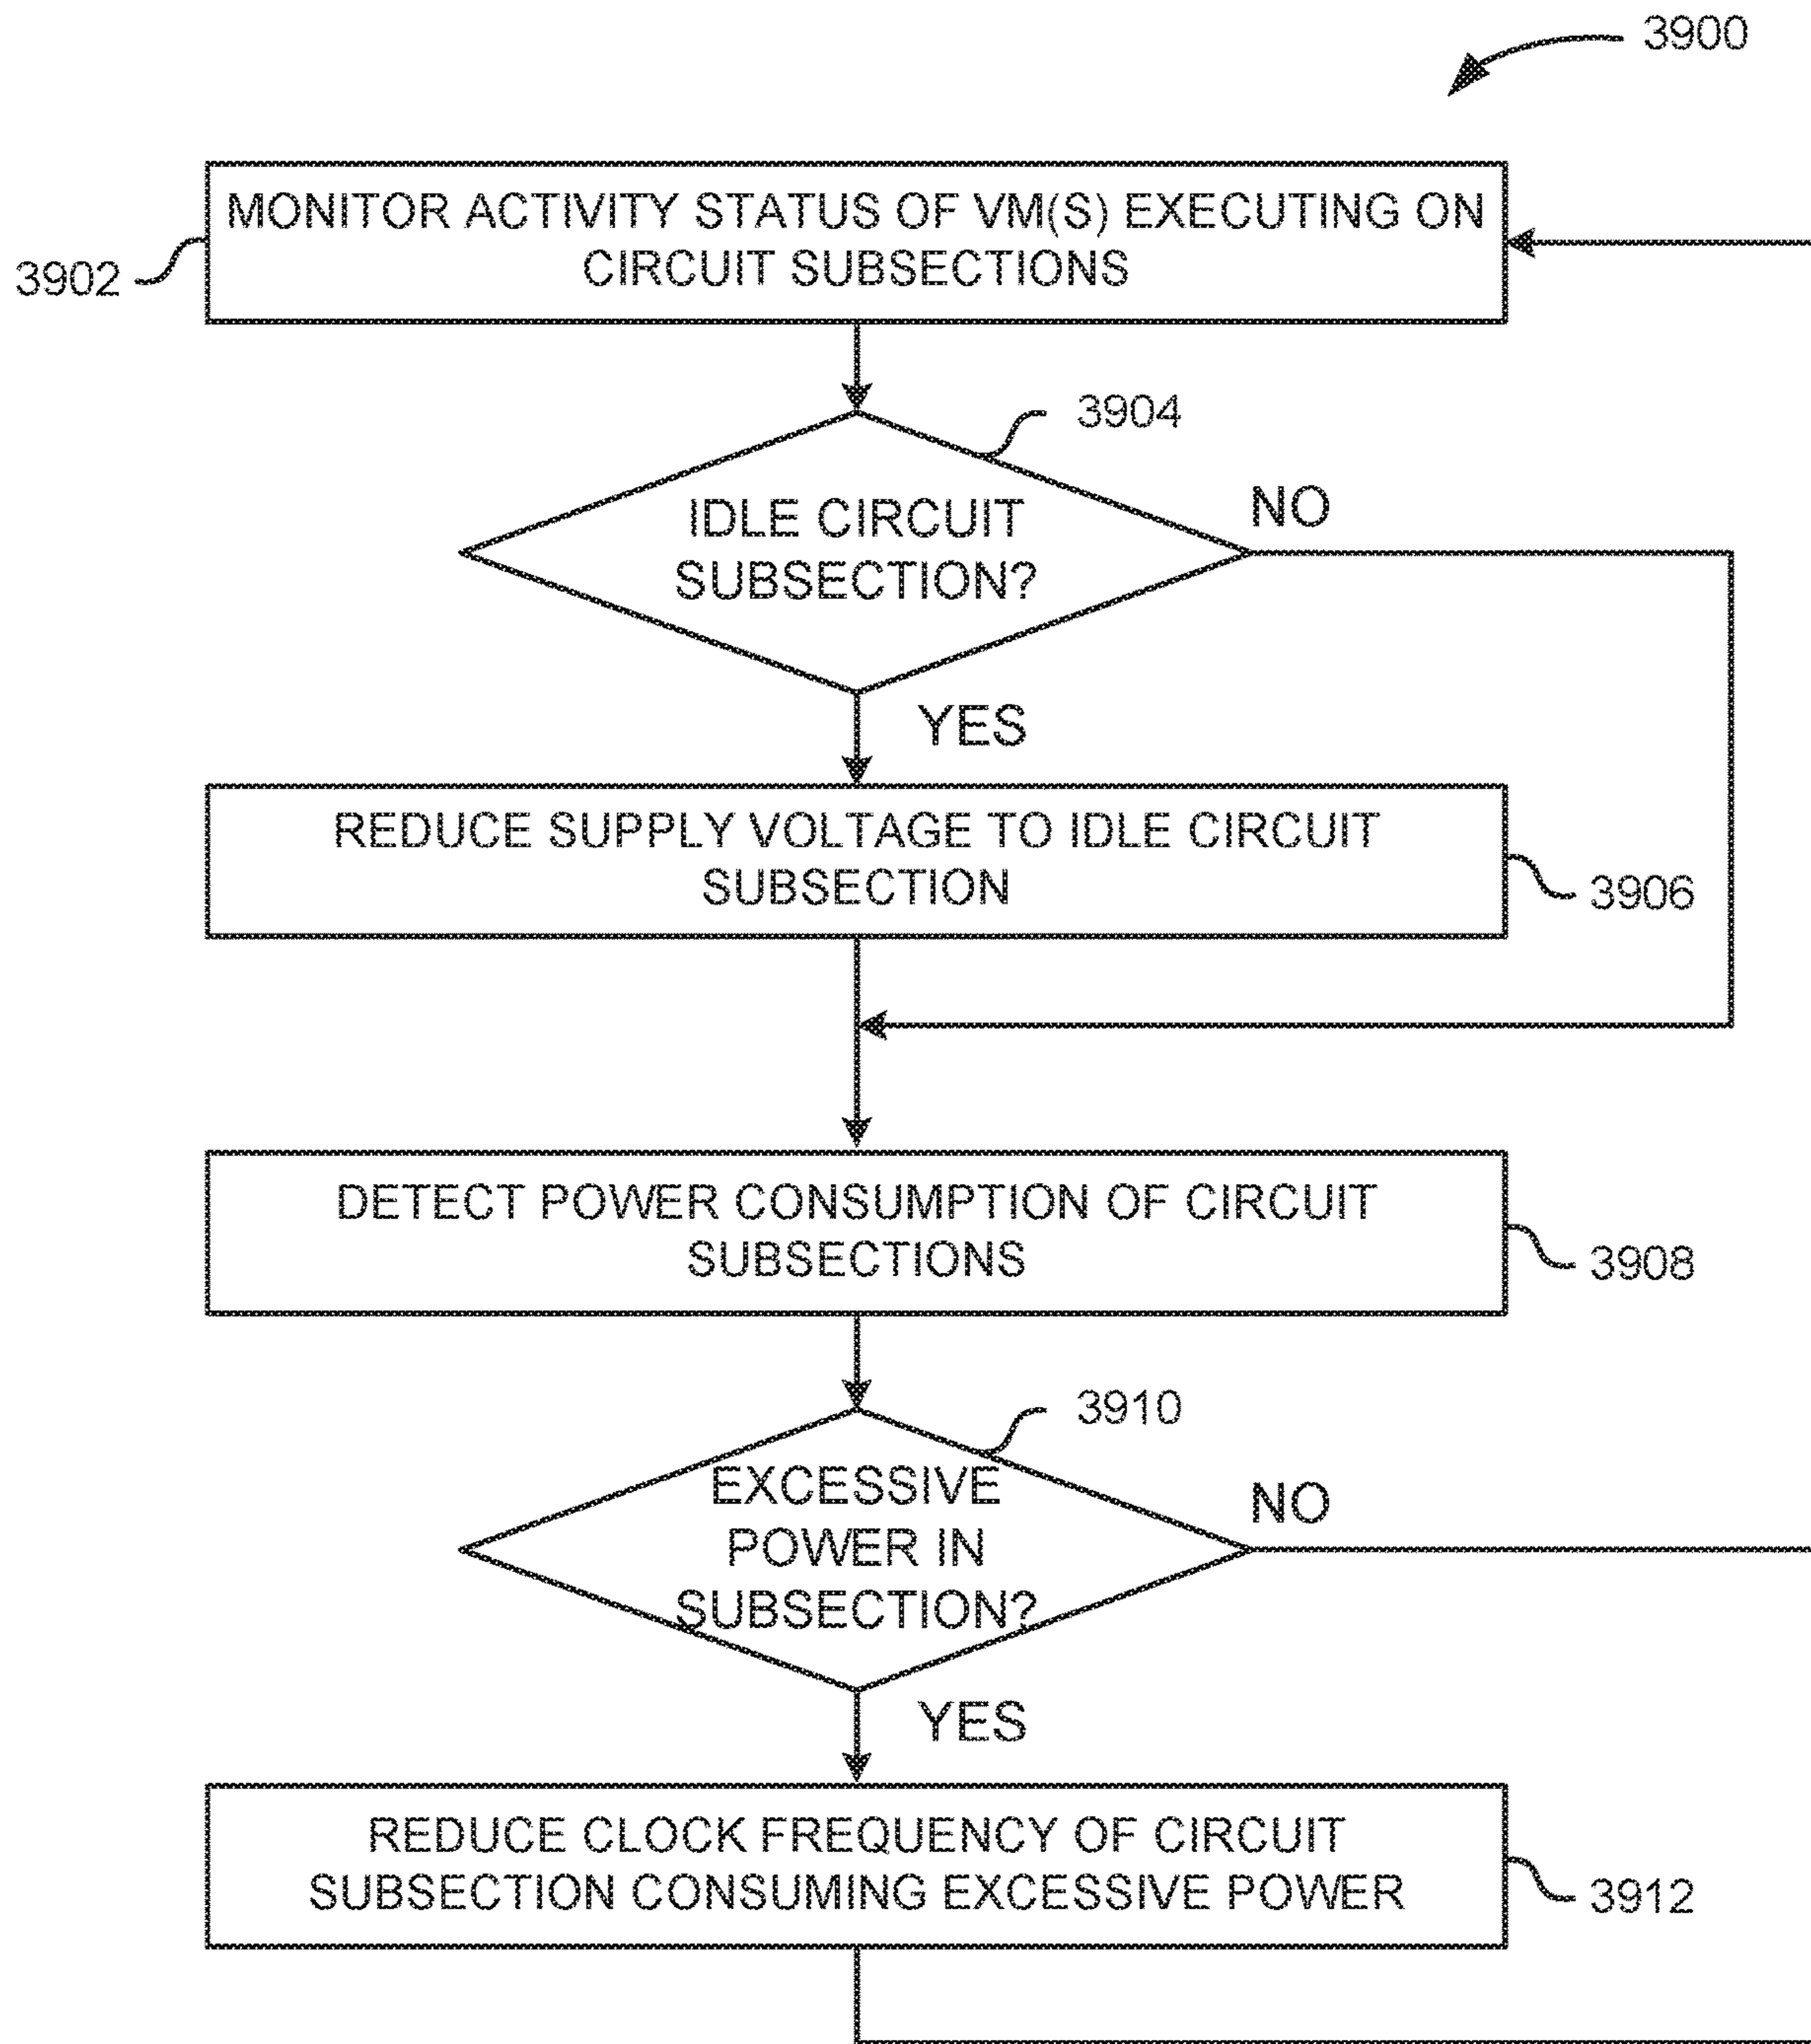 3900
MONITOR ACTIVITY STATUS OF VM(S) EXECUTING ON
CIRCUIT SUBSECTIONS
3902
3904
IDLE CIRCUIT
SUBSECTION?
NO
YES
REDUCE SUPPLY VOLTAGE TO IDLE CIRCUIT
SUBSECTION
3906
DETECT POWER CONSUMPTION OF CIRCUIT
SUBSECTIONS
3908
3910
EXCESSIVE
POWER IN
SUBSECTION?
NO
YES
REDUCE CLOCK FREQUENCY OF CIRCUIT
SUBSECTION CONSUMING EXCESSIVE POWER
3912